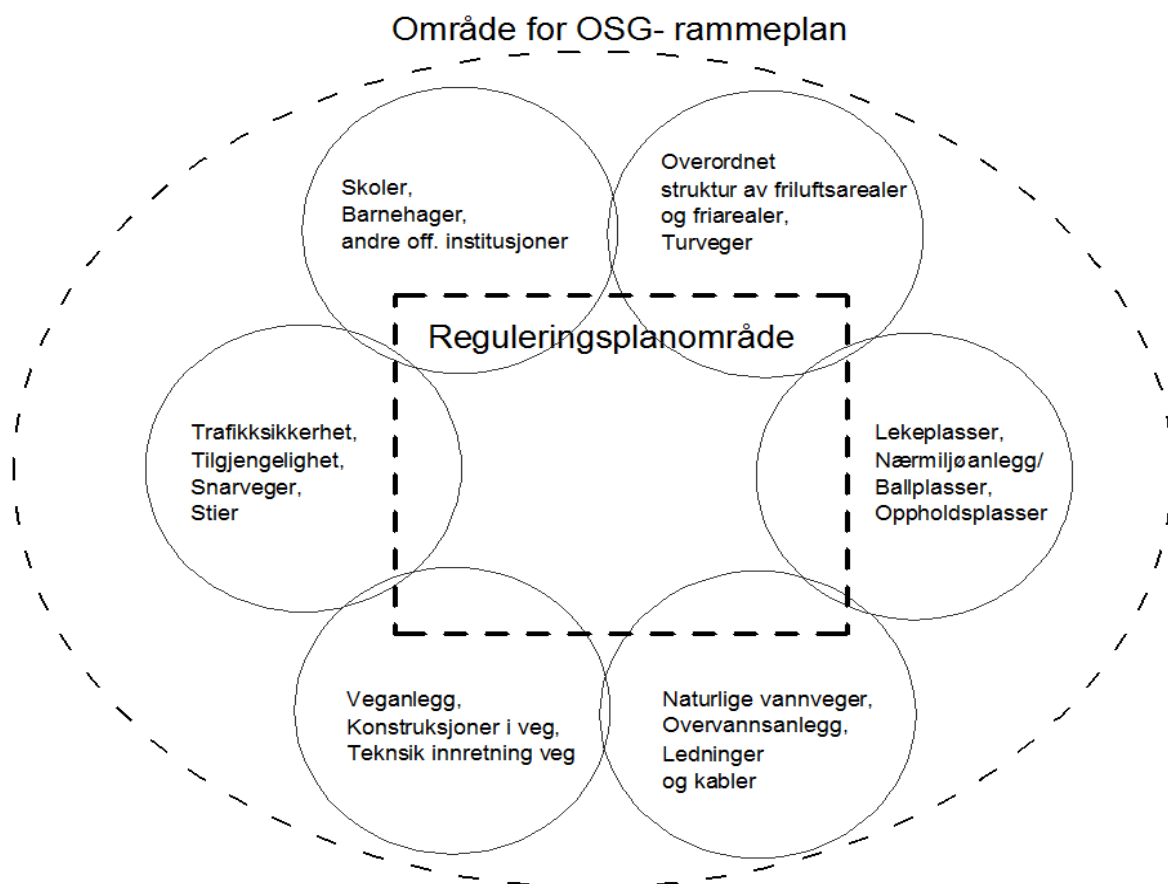 Område for OSG- rammeplan
Skoler,
Barnehager,
andre off. institusjoner
Overordnet
struktur av friluftsarealer
og friarealer,
Turveger
Reguleringsplanområde
Trafikksikkerhet,
Tilgjengelighet,
Snarveger,
Stier
Lekeplasser,
Nærmiljøanlegg/
Ballplasser,
Oppholdsplasser
Veganlegg,
Konstruksjoner i veg,
Teknsik innretning veg
Naturlige vannveger,
Overvannsanlegg,
Ledninger
og kabler